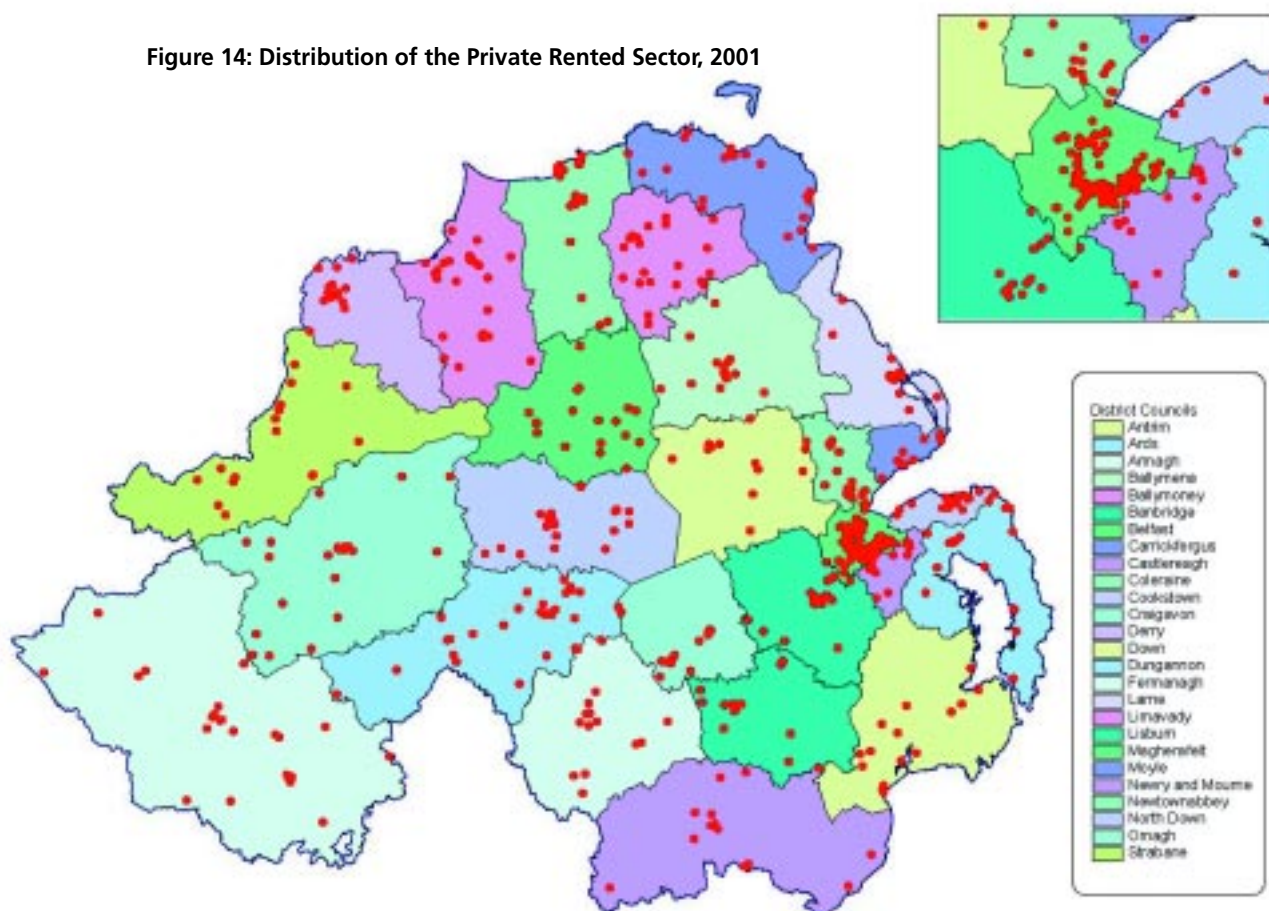 Figure 14: Distribution of the Private Rented Sector, 2001
District Councils
Antrim
Ards
Armagh
Ballymena
Ballymoney
Banbridge
Belfast
Carrickfergus
Castlereagh
Coleraine
Cookstown
Craigavon
Derry
Down
Dungannon
Fermanagh
Larne
Limavady
Lisburn
Magherafelt
Moyle
Newry and Mourne
Newtownabbey
North Down
Omagh
Strabane